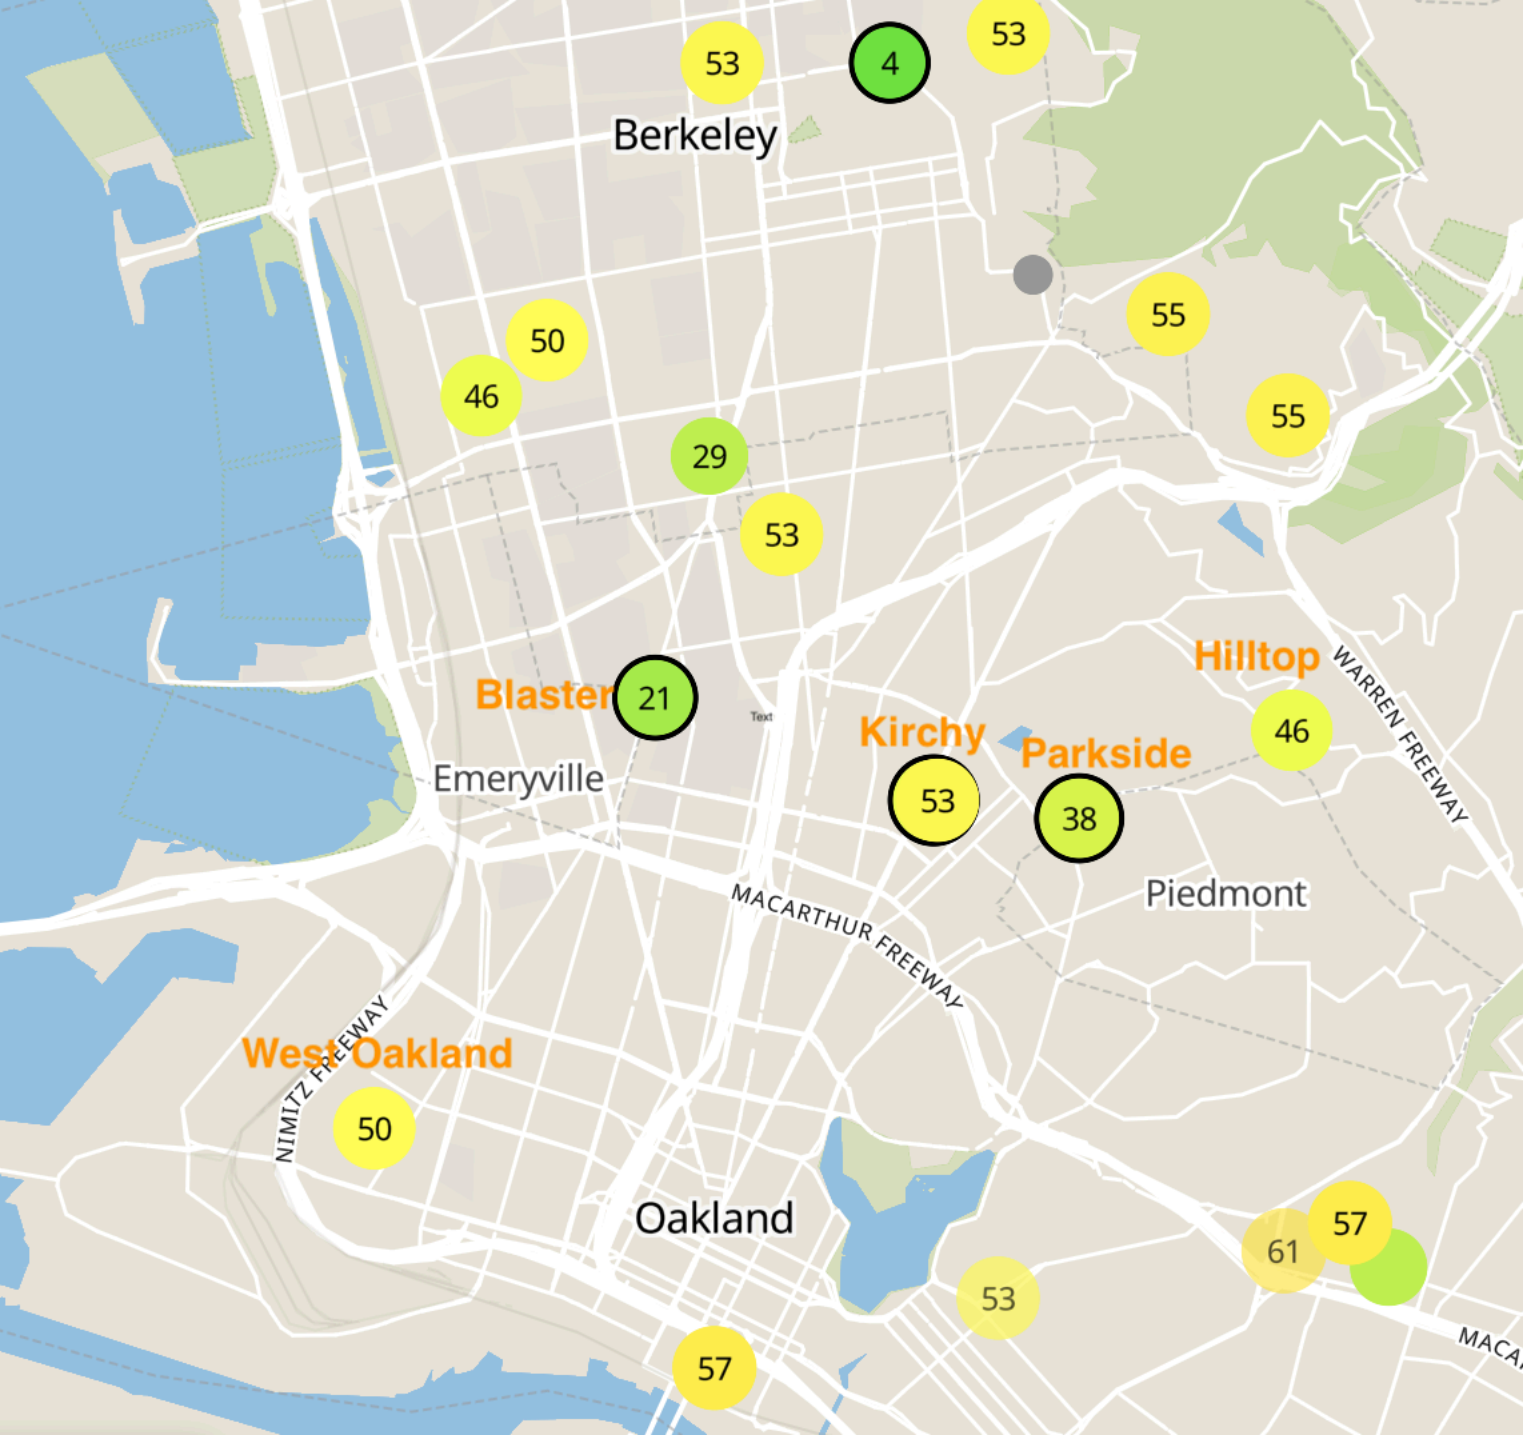 53
4
53
Berkeley
55
50
46
55
29
53
Hilltop
WARREN FREEWAY
Blaster
21
Text
Kirchy
Parkside
46
Emeryville
53
38
MACARTHUR FREEWAY
Piedmont
NIMITZ FREEWAY
West Oakland
50
Oakland
57
61
53
MACA
57